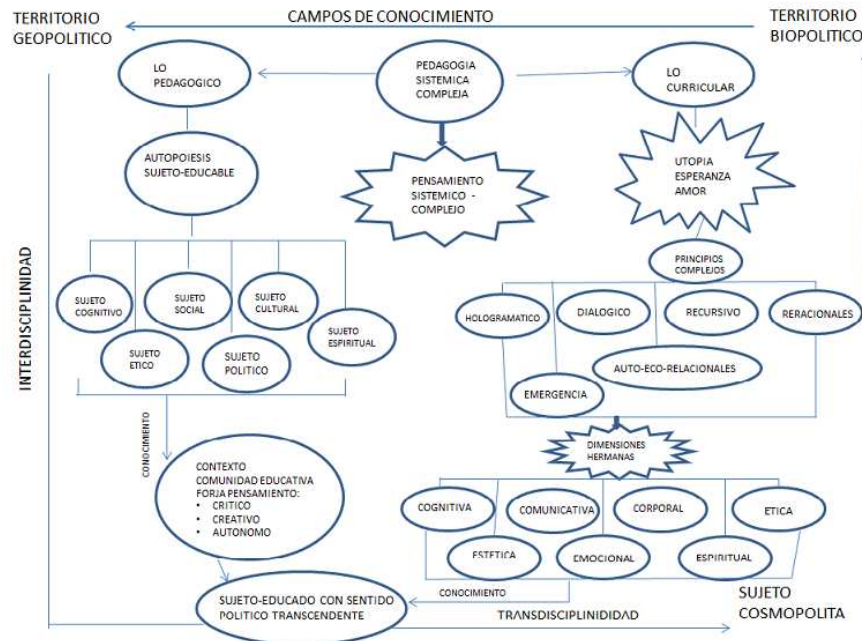 CAMPOS DE CONOCIMIENTO
TERRITORIO
GEOPOLITICO
TERRITORIO
BIOPOLITICO
LO
PEDAGOGICO
PEDAGOGIA
SISTEMICA
COMPLEJA
LO
CURRICULAR
AUTOPOIESIS
SUJETO-EDUCABLE
PENSAMIENTO
SISTEMICO -
COMPLEJO
UTOPIA
ESPERANZA
AMOR
PRINCIPIOS
COMPLEJOS
SUJETO
COGNITIVO
SUJETO
SOCIAL
SUJETO
CULTURAL
SUJETO
ESPIRITUAL
SUJETO
ETICO
SUJETO
POLITICO
HOLOGRAMATICO
DIALOGICO
RECURSIVO
RERACIONALES
AUTO-ECO-RELACIONALES
EMERGENCIA
INTERDISCIPLINIDAD
CONOCIMIENTO
DIMENSIONES
HERMANAS
CONTEXTO
COMUNIDAD EDUCATIVA
FORJA PENSAMIENTO:
• CRITICO
• CREATIVO
• AUTONOMO
COGNITIVA
COMUNICATIVA
CORPORAL
ETICA
ESTETICA
EMOCIONAL
ESPIRITUAL
CONOCIMIENTO
SUJETO-EDUCADO CON SENTIDO
POLITICO TRANSCENDENTE
TRANSDISCIPLINIDIDAD
SUJETO
COSMOPOLITA